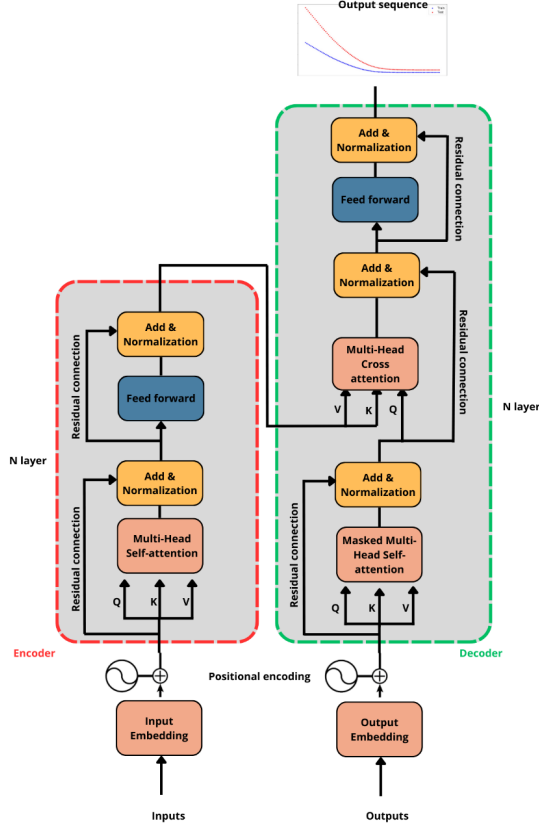 Output sequence
Add &
Normalization
Residual connection
Feed forward
Add &
Normalization
Residual connection
Multi-Head
Cross
attention
V
K
Q
N layer
Add &
Normalization
Residual connection
Masked Multi-
Head Self-
attention
Q
K
V
Decoder
Add &
Normalization
Residual connection
Feed forward
N layer
Add &
Normalization
Residual connection
Multi-Head
Self-attention
Q
K
V
Encoder
Positional encoding
Input
Embedding
Output
Embedding
Inputs
Outputs